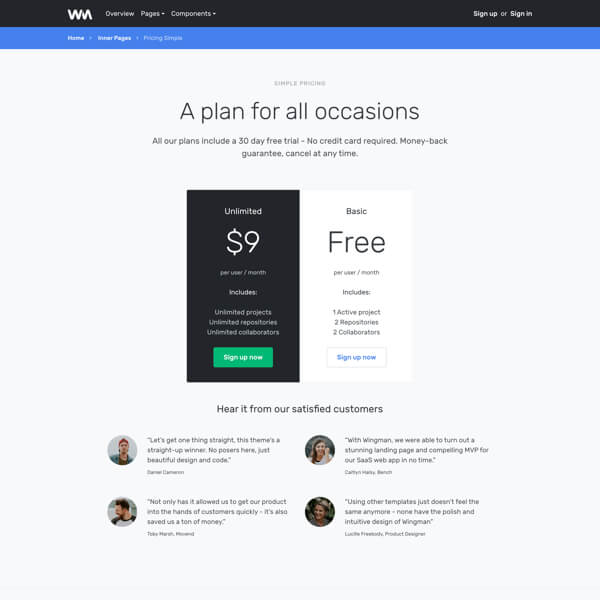 WM Overview Pages Components Sign up or Sign in
Home Inner Pages Pricing Simple
SIMPLE PRICING
A plan for all occasions
All our plans include a 30 day free trial - No credit card required. Money-back
guarantee, cancel at any time.
Unlimited
$9
per user / month
Includes:
Unlimited projects
Unlimited repositories
Unlimited collaborators
Sign up now
Basic
Free
per user / month
Includes:
1 Active project
2 Repositories
2 Collaborators
Sign up now
Hear it from our satisfied customers
“Let’s get one thing straight, this theme’s a
straight-up winner. No posers here, just
beautiful design and code.”
Daniel Cameron
“With Wingman, we were able to turn out a
stunning landing page and compelling MVP for
our SaaS web app in no time.”
Caitlyn Halsy, Bench
“Not only has it allowed us to get our product
into the hands of customers quickly - it’s also
saved us a ton of money.”
Toby Marsh, Movend
“Using other templates just doesn’t feel the
same anymore - none have the polish and
intuitive design of Wingman”
Lucille Freebody, Product Designer